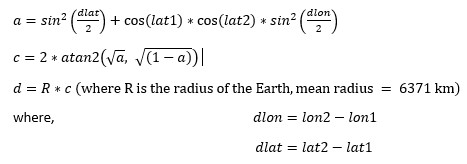 a = sin² (dlat/2) + cos(lat1) * cos(lat2) * sin² (dlon/2)
c = 2 * atan2(√a, √(1 − a))|
d = R * c (where R is the radius of the Earth, mean radius = 6371 km)
where, dlon = lon2 − lon1
dlat = lat2 − lat1